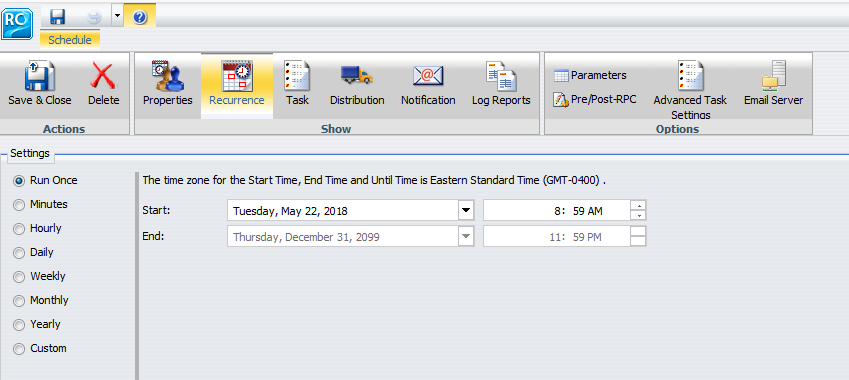 RC
Schedule
Save & Close
Delete
Properties
Recurrence
Task
Distribution
Notification
Log Reports
Parameters
Pre/Post-RPC
Advanced Task
Settings
Email Server
Actions
Show
Options
Settings
Run Once
Minutes
Hourly
Daily
Weekly
Monthly
Yearly
Custom
The time zone for the Start Time, End Time and Until Time is Eastern Standard Time (GMT-0400) .
Start: Tuesday, May 22, 2018 8: 59 AM
End: Thursday, December 31, 2099 11: 59 PM